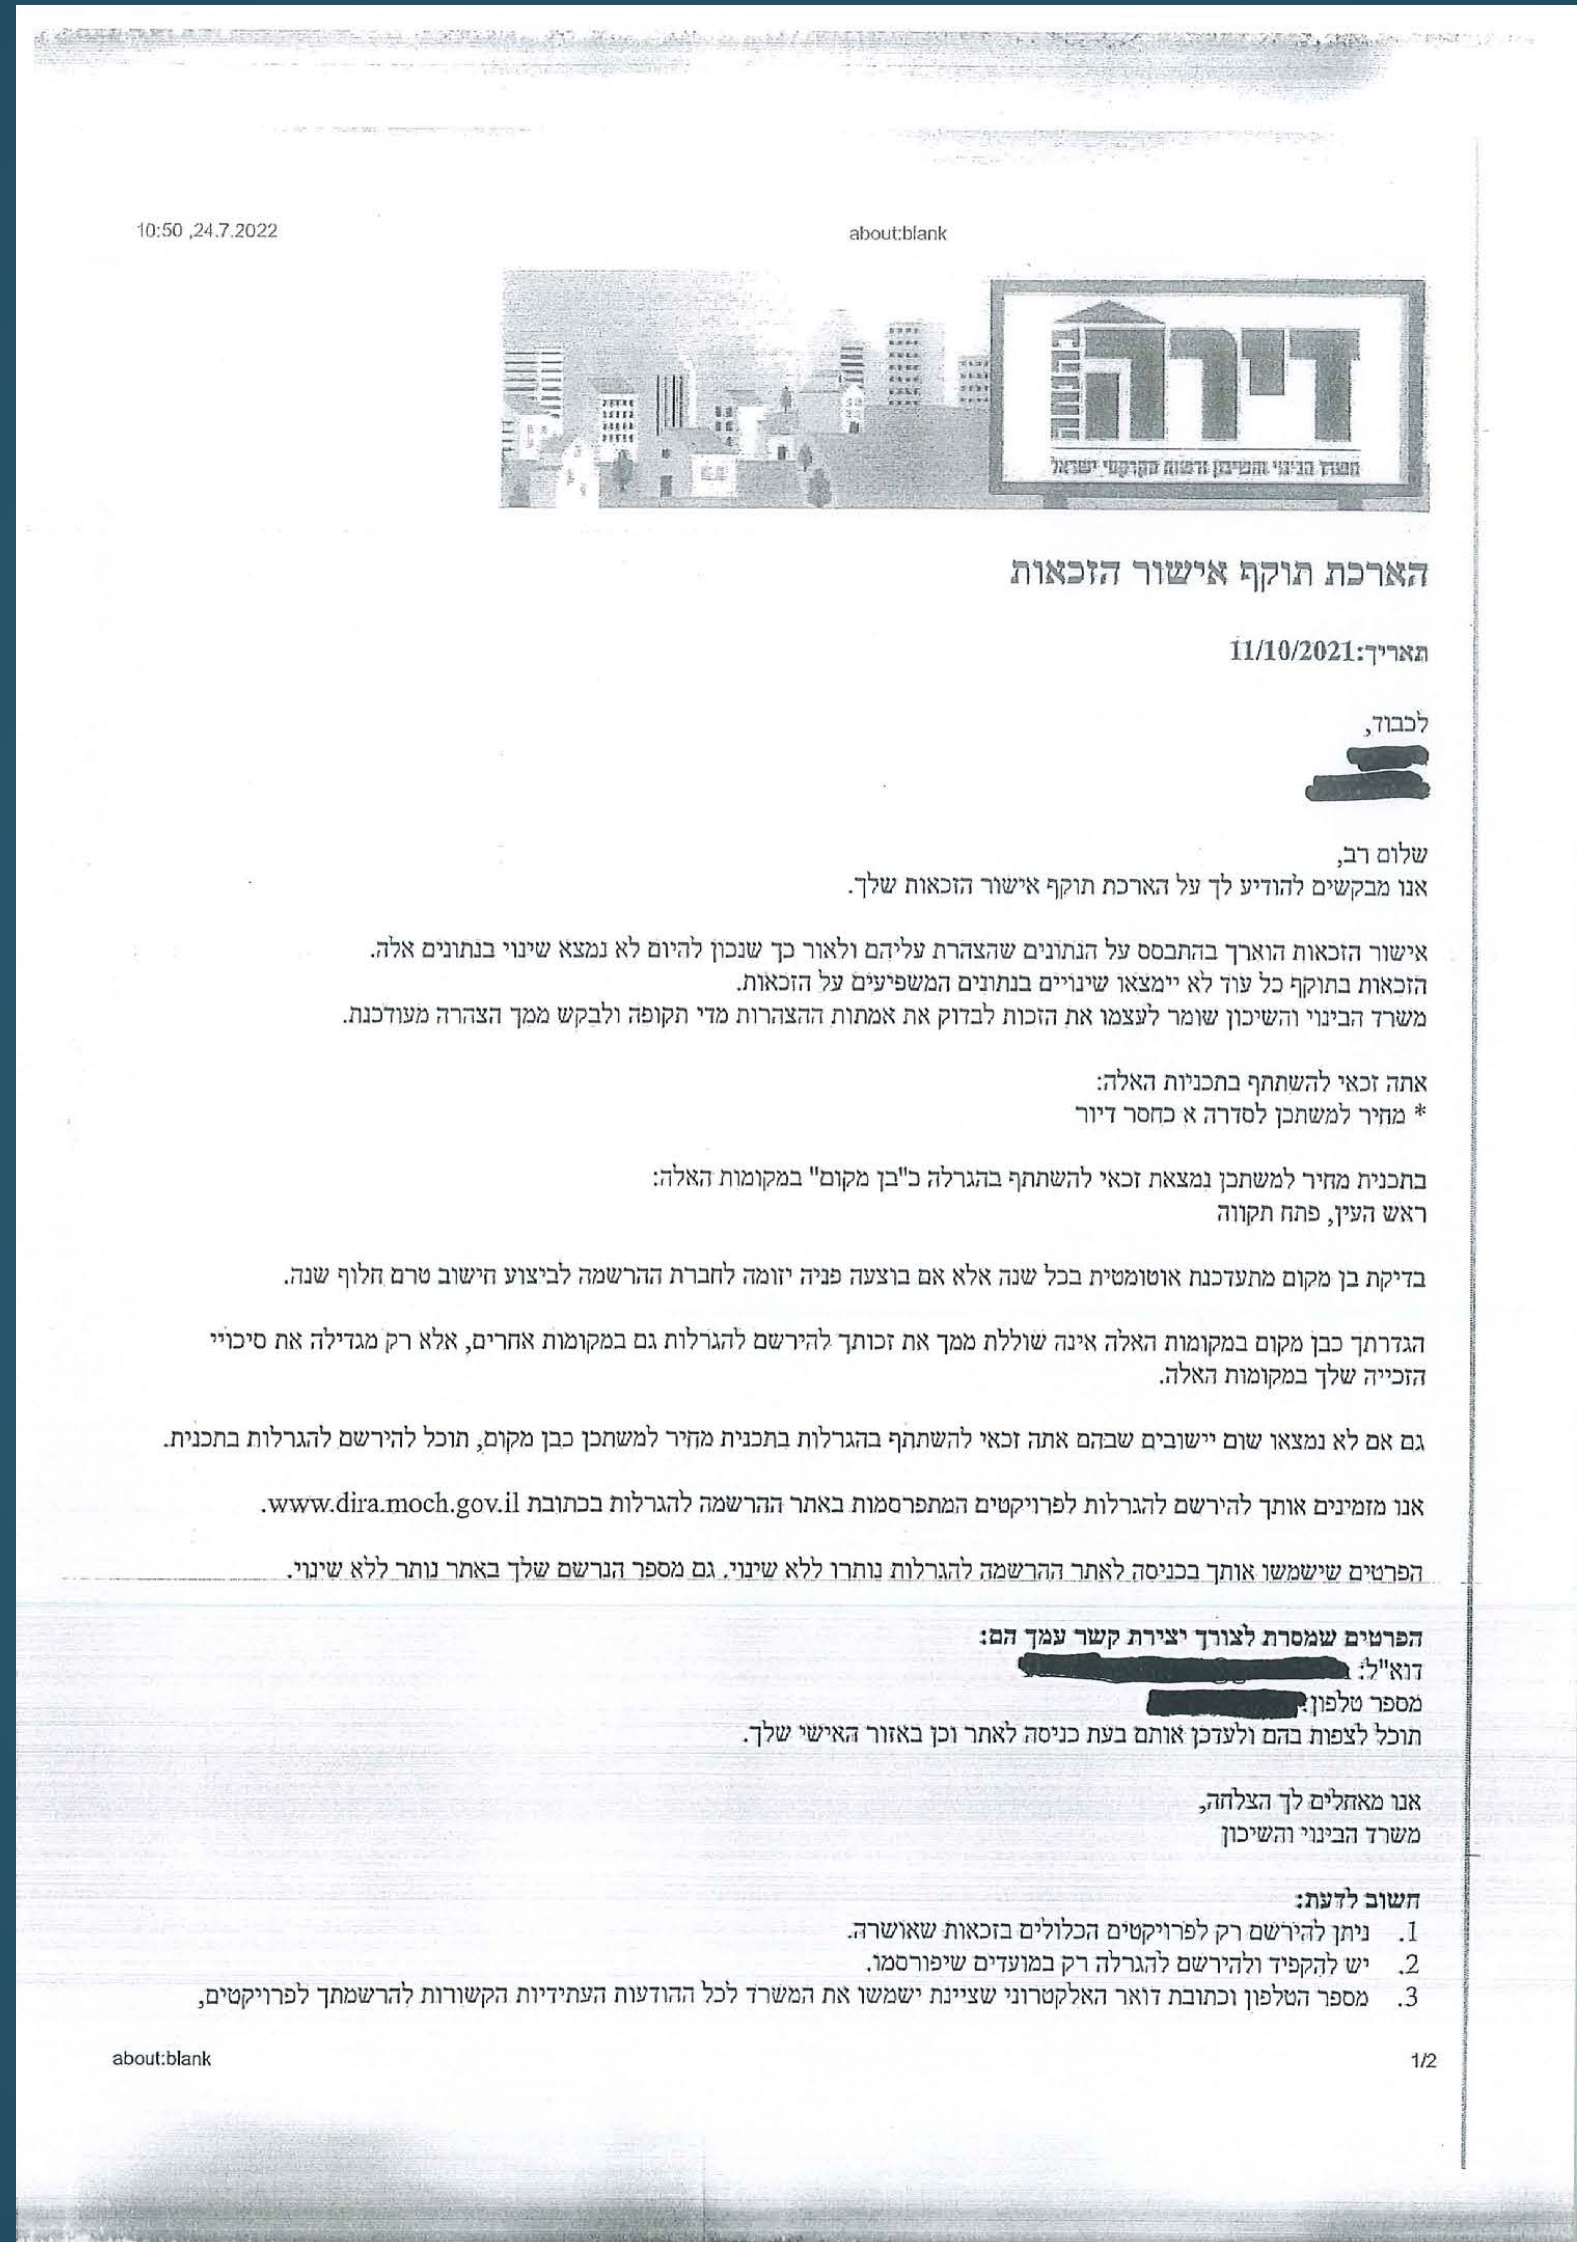 10:50 ,24.7.2022
about:blank
דירה
משרד הבינוי והשיכון ורשות מקרקעי ישראל
הארכת תוקף אישור הזכאות
תאריך:11/10/2021
לכבוד,
שלום רב,
אנו מבקשים להודיע לך על הארכת תוקף אישור הזכאות שלך.
אישור הזכאות הוארך בהתבסס על הנתונים שהצהרת עליהם ולאור כך שנכון להיום לא נמצא שינוי בנתונים אלה.
הזכאות בתוקף כל עוד לא יימצאו שינויים בנתונים המשפיעים על הזכאות.
משרד הבינוי והשיכון שומר לעצמו את הזכות לבדוק את אמתות ההצהרות מדי תקופה ולבקש ממך הצהרה מעודכנת.
אתה זכאי להשתתף בתכניות האלה:
* מחיר למשתכן לסדרה א כחסר דיור
בתכנית מחיר למשתכן נמצאת זכאי להשתתף בהגרלה כ"בן מקום" במקומות האלה:
ראש העין, פתח תקווה
בדיקת בן מקום מתעדכנת אוטומטית בכל שנה אלא אם בוצעה פניה יזומה לחברת ההרשמה לביצוע חישוב טרם חלוף שנה.
הגדרתך כבן מקום במקומות האלה אינה שוללת ממך את זכותך להירשם להגרלות גם במקומות אחרים, אלא רק מגדילה את סיכויי
הזכייה שלך במקומות האלה.
גם אם לא נמצאו שום יישובים שבהם אתה זכאי להשתתף בהגרלות בתכנית מחיר למשתכן כבן מקום, תוכל להירשם להגרלות בתכנית.
אנו מזמינים אותך להירשם להגרלות לפרויקטים המתפרסמות באתר ההרשמה להגרלות בכתובת www.dira.moch.gov.il.
הפרטים שישמשו אותך בכניסה לאתר ההרשמה להגרלות נותרו ללא שינוי. גם מספר הנרשם שלך באתר נותר ללא שינוי.
הפרטים שמסרת לצורך יצירת קשר עמך הם:
דוא"ל:
מספר טלפון:
תוכל לצפות בהם ולעדכן אותם בעת כניסה לאתר וכן באזור האישי שלך.
אנו מאחלים לך הצלחה,
משרד הבינוי והשיכון
חשוב לדעת:
1. ניתן להירשם רק לפרויקטים הכלולים בזכאות שאושרה.
2. יש להקפיד ולהירשם להגרלה רק במועדים שיפורסמו.
3. מספר הטלפון וכתובת דואר האלקטרוני שציינת ישמשו את המשרד לכל ההודעות העתידיות הקשורות להרשמתך לפרויקטים,
about:blank
1/2